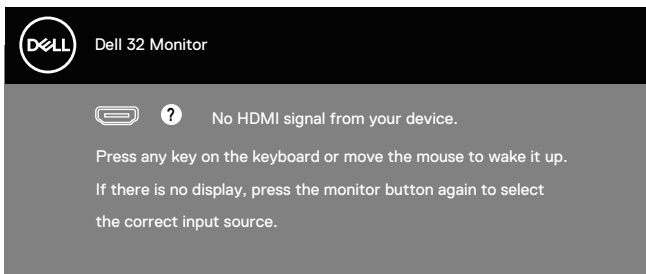 DELL
Dell 32 Monitor
? No HDMI signal from your device.
Press any key on the keyboard or move the mouse to wake it up.
If there is no display, press the monitor button again to select
the correct input source.